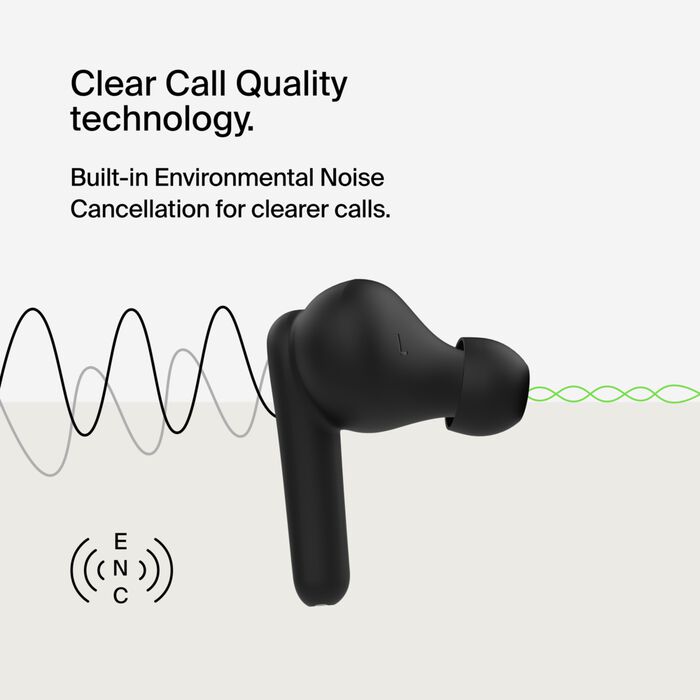 Clear Call Quality
technology.
Built-in Environmental Noise
Cancellation for clearer calls.
E
N
C